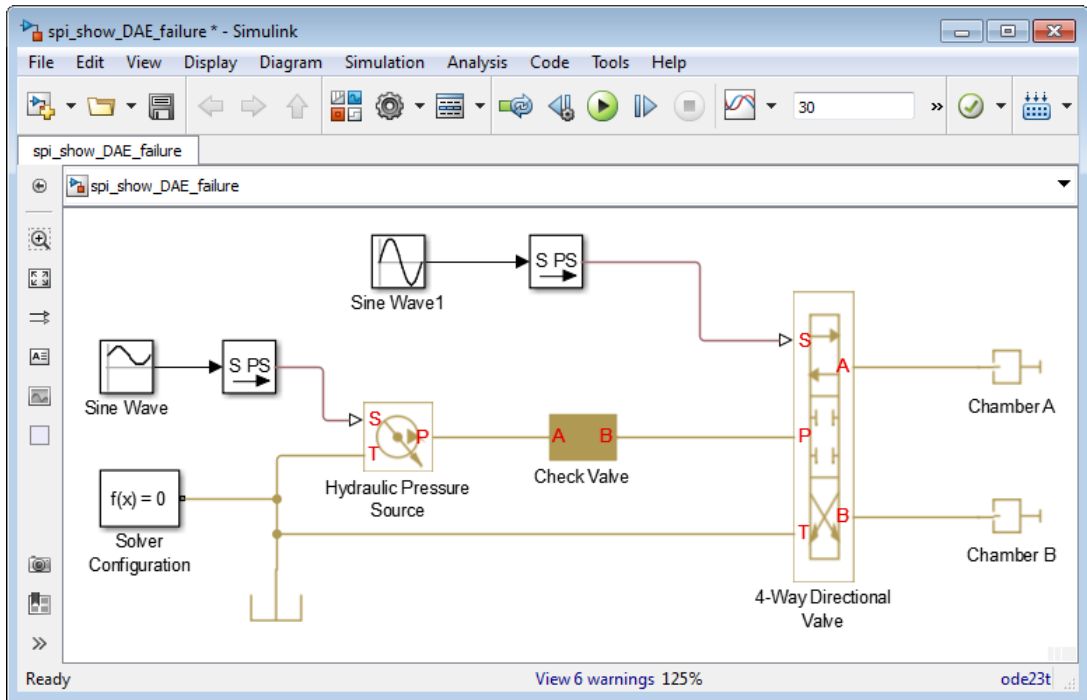 spi_show_DAE_failure * - Simulink
File Edit View Display Diagram Simulation Analysis Code Tools Help
30 »
spi_show_DAE_failure
spi_show_DAE_failure
Sine Wave1
S PS
Sine Wave
S PS
S
T
P
Hydraulic Pressure
Source
A B
Check Valve
S
A
P
T
B
4-Way Directional
Valve
Chamber A
Chamber B
f(x) = 0
Solver
Configuration
A
»
Ready View 6 warnings 125% ode23t